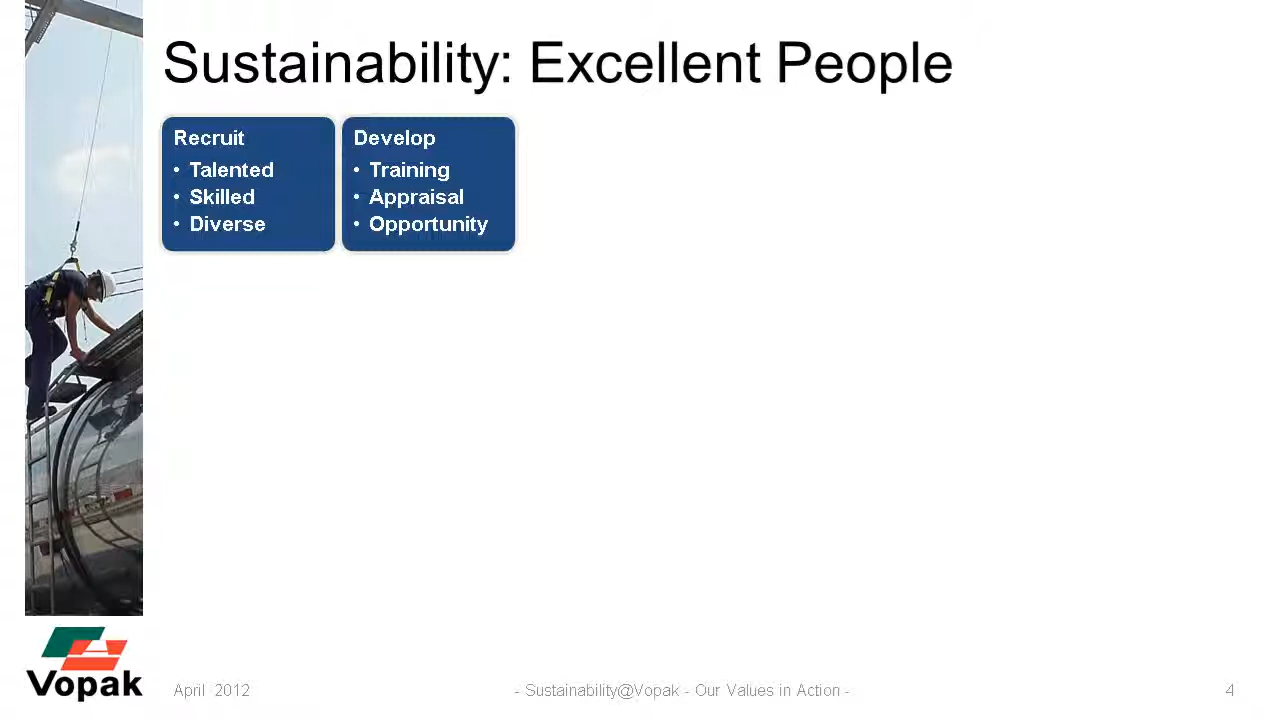 Sustainability: Excellent People
Recruit
• Talented
• Skilled
• Diverse
Develop
• Training
• Appraisal
• Opportunity
Vopak
April 2012
- Sustainability@Vopak - Our Values in Action -
4